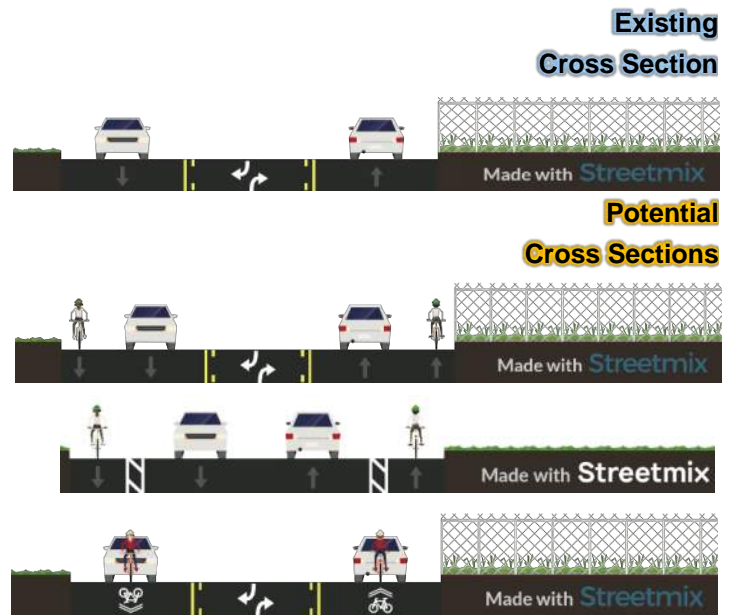 Existing
Cross Section
Made with Streetmix
Potential
Cross Sections
Made with Streetmix
Made with Streetmix
Made with Streetmix